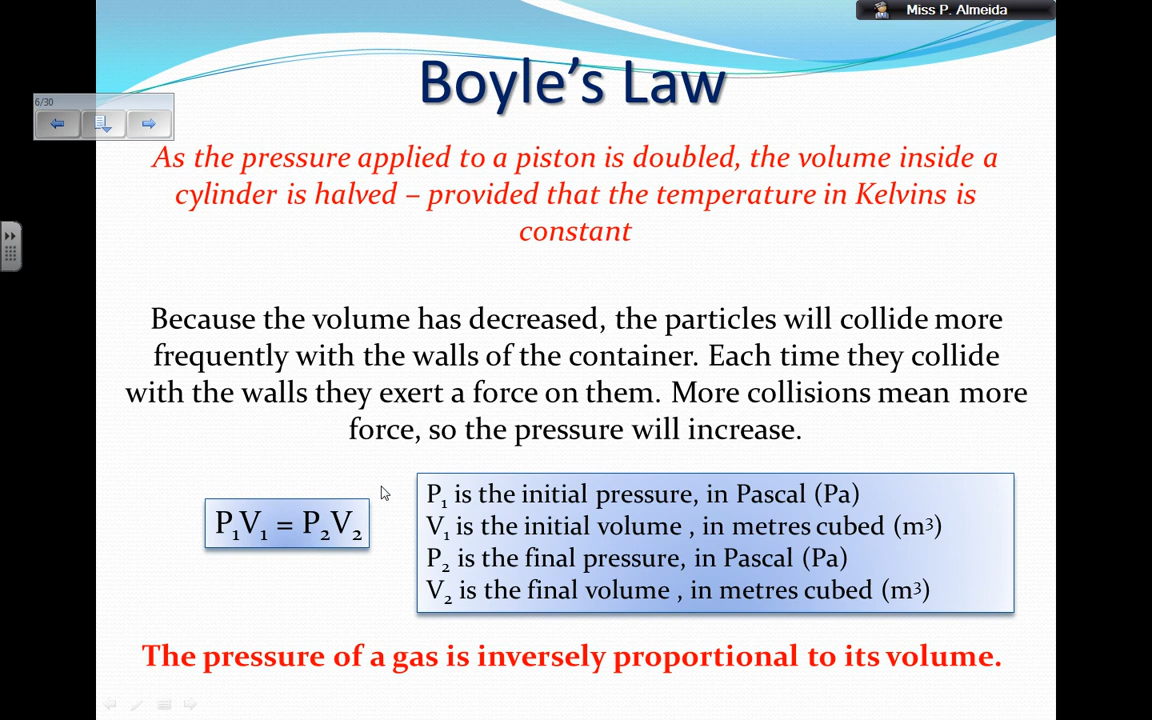 Miss P. Almeida
Boyle's Law
6/30
As the pressure applied to a piston is doubled, the volume inside a
cylinder is halved – provided that the temperature in Kelvins is
constant
Because the volume has decreased, the particles will collide more
frequently with the walls of the container. Each time they collide
with the walls they exert a force on them. More collisions mean more
force, so the pressure will increase.
P₁V₁ = P₂V₂
P₁ is the initial pressure, in Pascal (Pa)
V₁ is the initial volume , in metres cubed (m³)
P₂ is the final pressure, in Pascal (Pa)
V₂ is the final volume , in metres cubed (m³)
The pressure of a gas is inversely proportional to its volume.